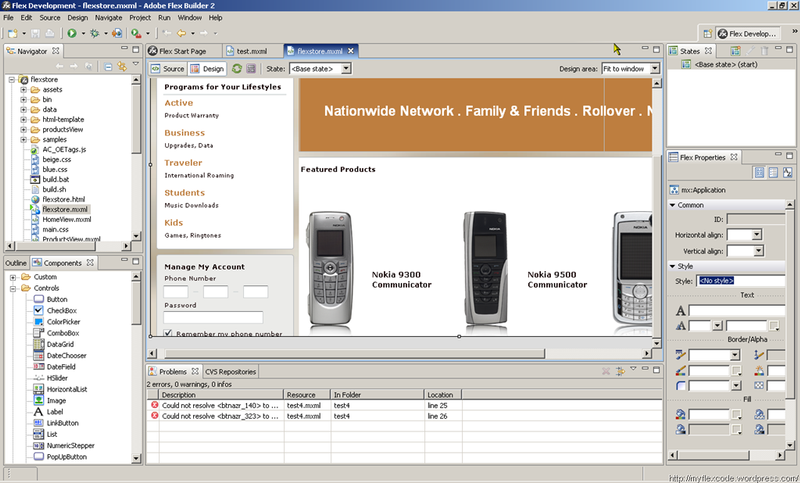 Flex Development - flexstore.mxml - Adobe Flex Builder 2
File Edit Source Design Navigate Project Run Window Help
Flex Develop...
Navigator
flexstore
assets
bin
data
html-template
productsView
samples
AC_OETags.js
beige.css
blue.css
build.bat
build.sh
flexstore.html
flexstore.mxml
HomeView.mxml
main.css
ProductsView.mxml
Outline Components
Custom
Controls
Button
CheckBox
ColorPicker
ComboBox
DataGrid
DateChooser
DateField
HSlider
HorizontalList
Image
Label
LinkButton
List
NumericStepper
PopUpButton
Flex Start Page test.mxml flexstore.mxml
Source Design State: <Base state> Design area: Fit to window
Programs for Your Lifestyles
Active
Product Warranty
Business
Upgrades, Data
Traveler
International Roaming
Students
Music Downloads
Kids
Games, Ringtones
Manage My Account
Phone Number
Password
Remember my phone number
Nationwide Network . Family & Friends . Rollover . N
Featured Products
NOKIA
Nokia 9300
Communicator
NOKIA
Nokia 9500
Communicator
NOKIA
Problems CVS Repositories
2 errors, 0 warnings, 0 infos
Description Resource In Folder Location
Could not resolve <btnazr_140> to ... test4.mxml test4 line 25
Could not resolve <btnazr_323> to ... test4.mxml test4 line 26
States
<Base state> (start)
Flex Properties
mx:Application
Common
ID:
Horizontal align:
Vertical align:
Style
Style: <No style>
Text
Border/Alpha
Fill
http://myflexcode.wordpress.com/